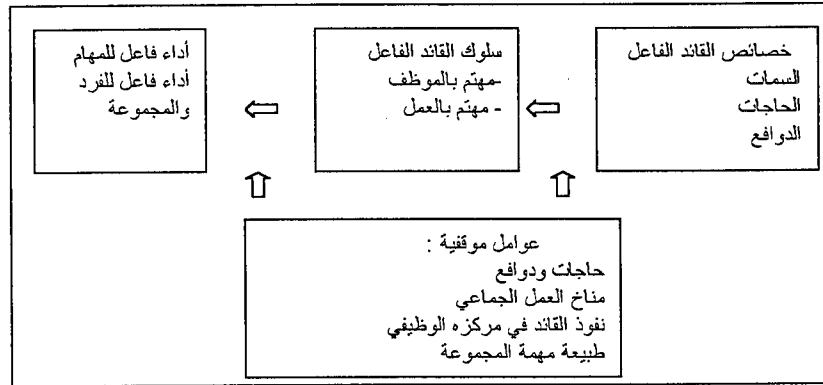 خصائص القائد الفاعل
السمات
الحاجات
الدوافع
سلوك القائد الفاعل
-مهتم بالموظف
- مهتم بالعمل
أداء فاعل للمهام
أداء فاعل للفرد
والمجموعة
عوامل موقفية :
حاجات ودوافع
مناخ العمل الجماعي
نفوذ القائد في مركزه الوظيفي
طبيعة مهمة المجموعة